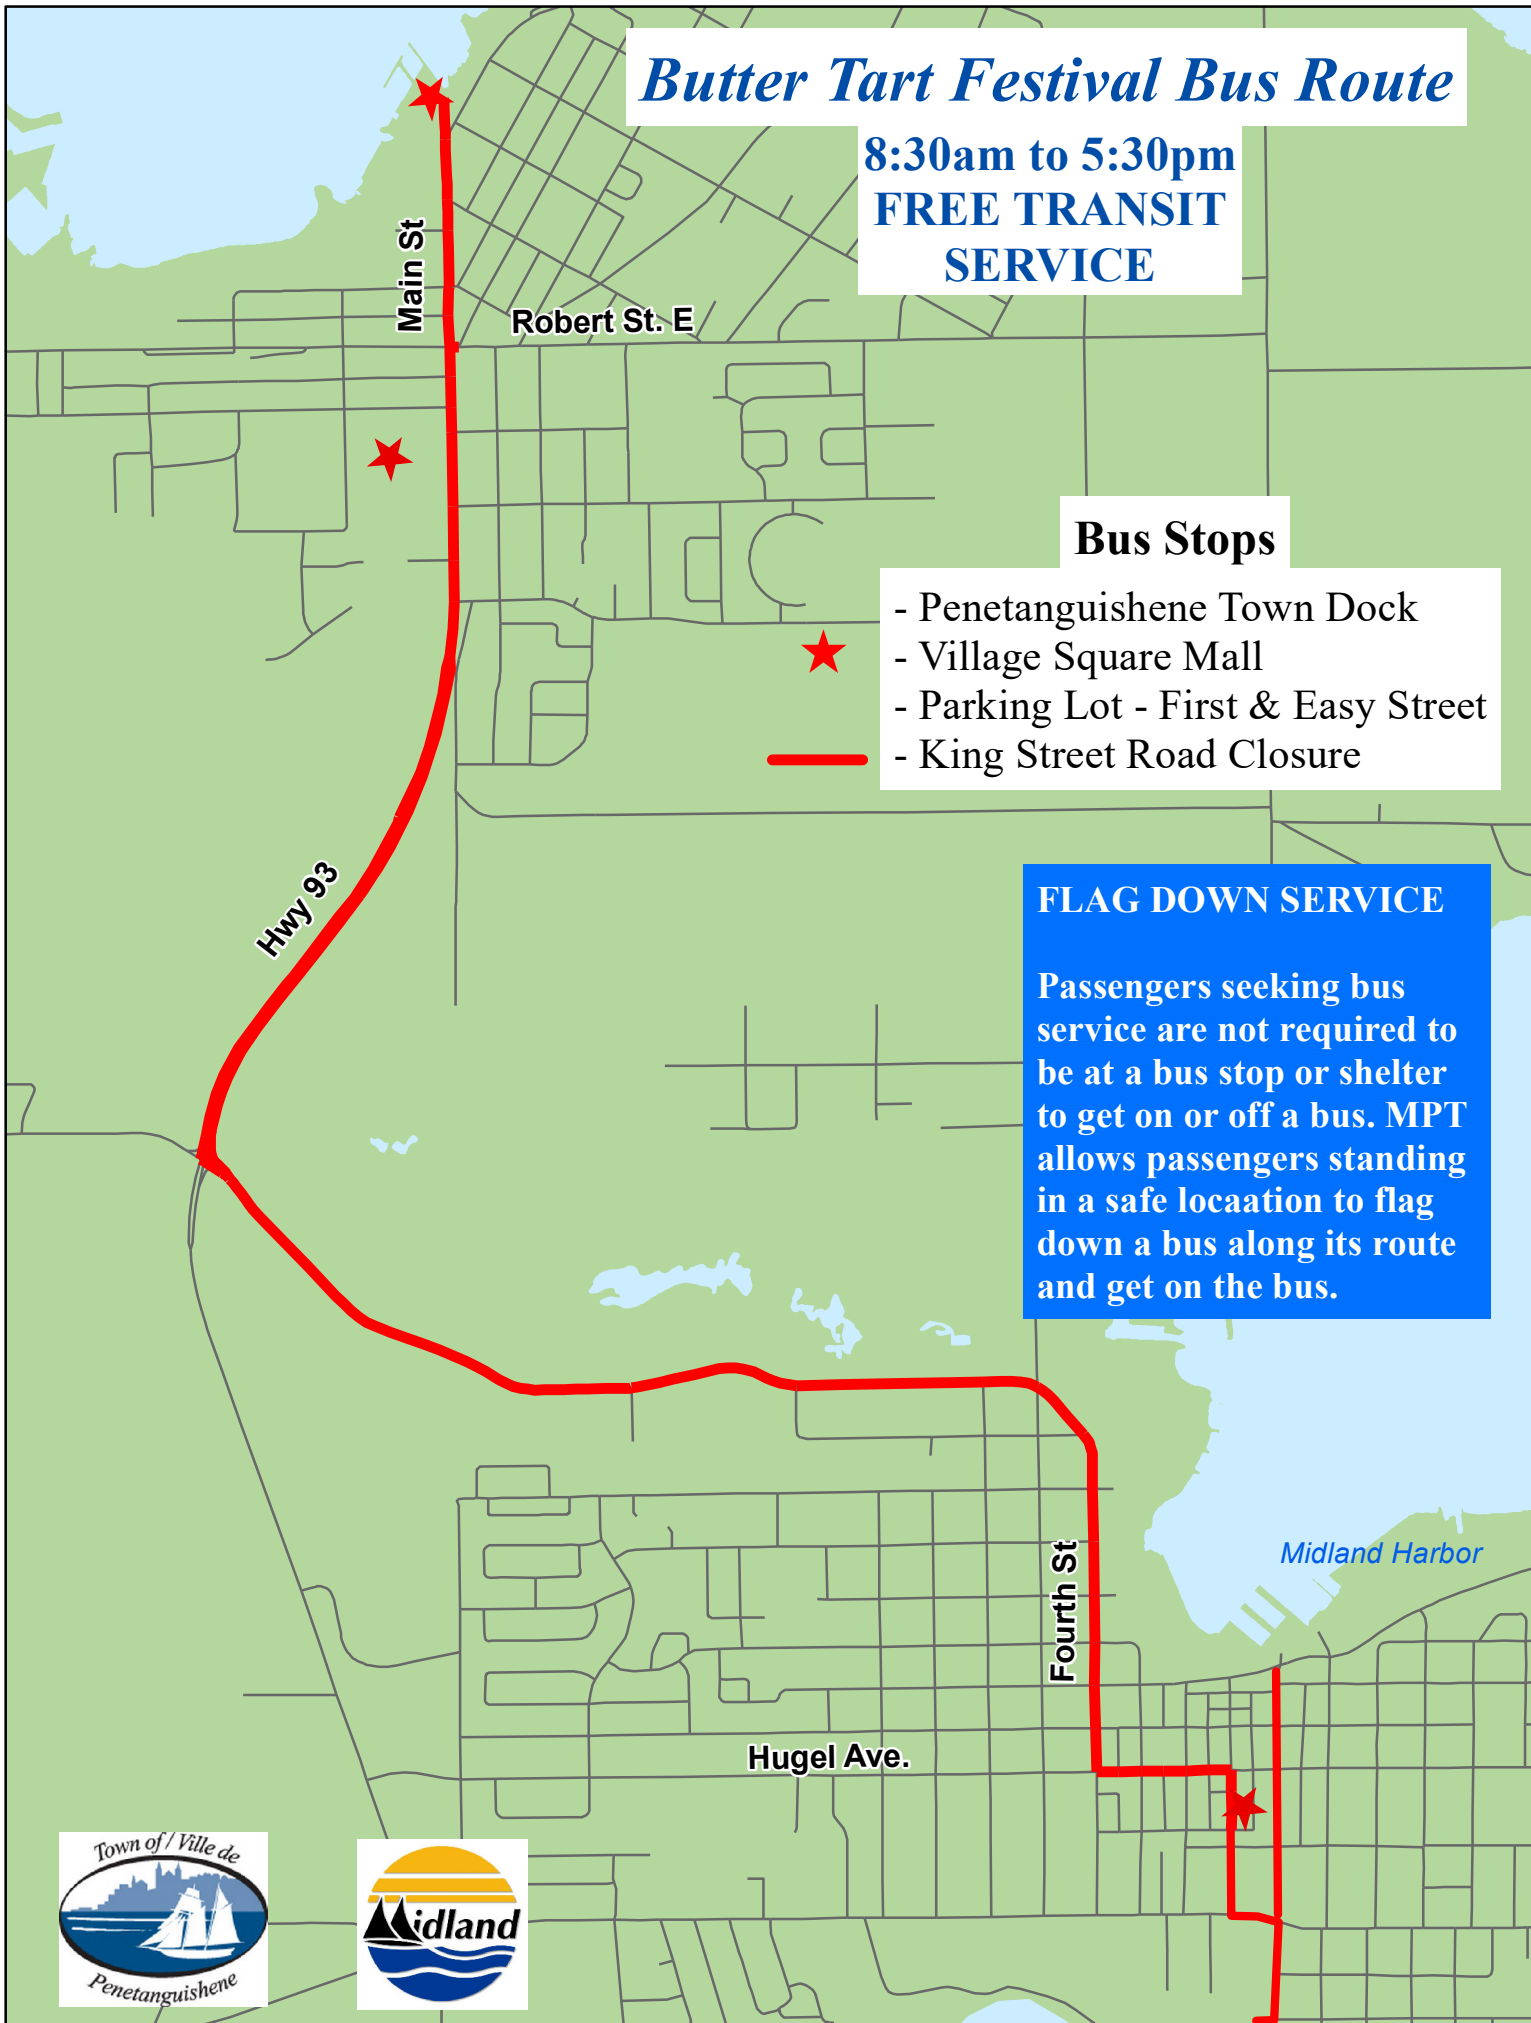 Butter Tart Festival Bus Route
8:30am to 5:30pm
FREE TRANSIT
SERVICE
Main St
Robert St. E
Bus Stops
- Penetanguishene Town Dock
- Village Square Mall
- Parking Lot - First & Easy Street
- King Street Road Closure
Hwy 93
FLAG DOWN SERVICE
Passengers seeking bus
service are not required to
be at a bus stop or shelter
to get on or off a bus. MPT
allows passengers standing
in a safe locaation to flag
down a bus along its route
and get on the bus.
Midland Harbor
Fourth St
Hugel Ave.
Town of / Ville de
Penetanguishene
Midland